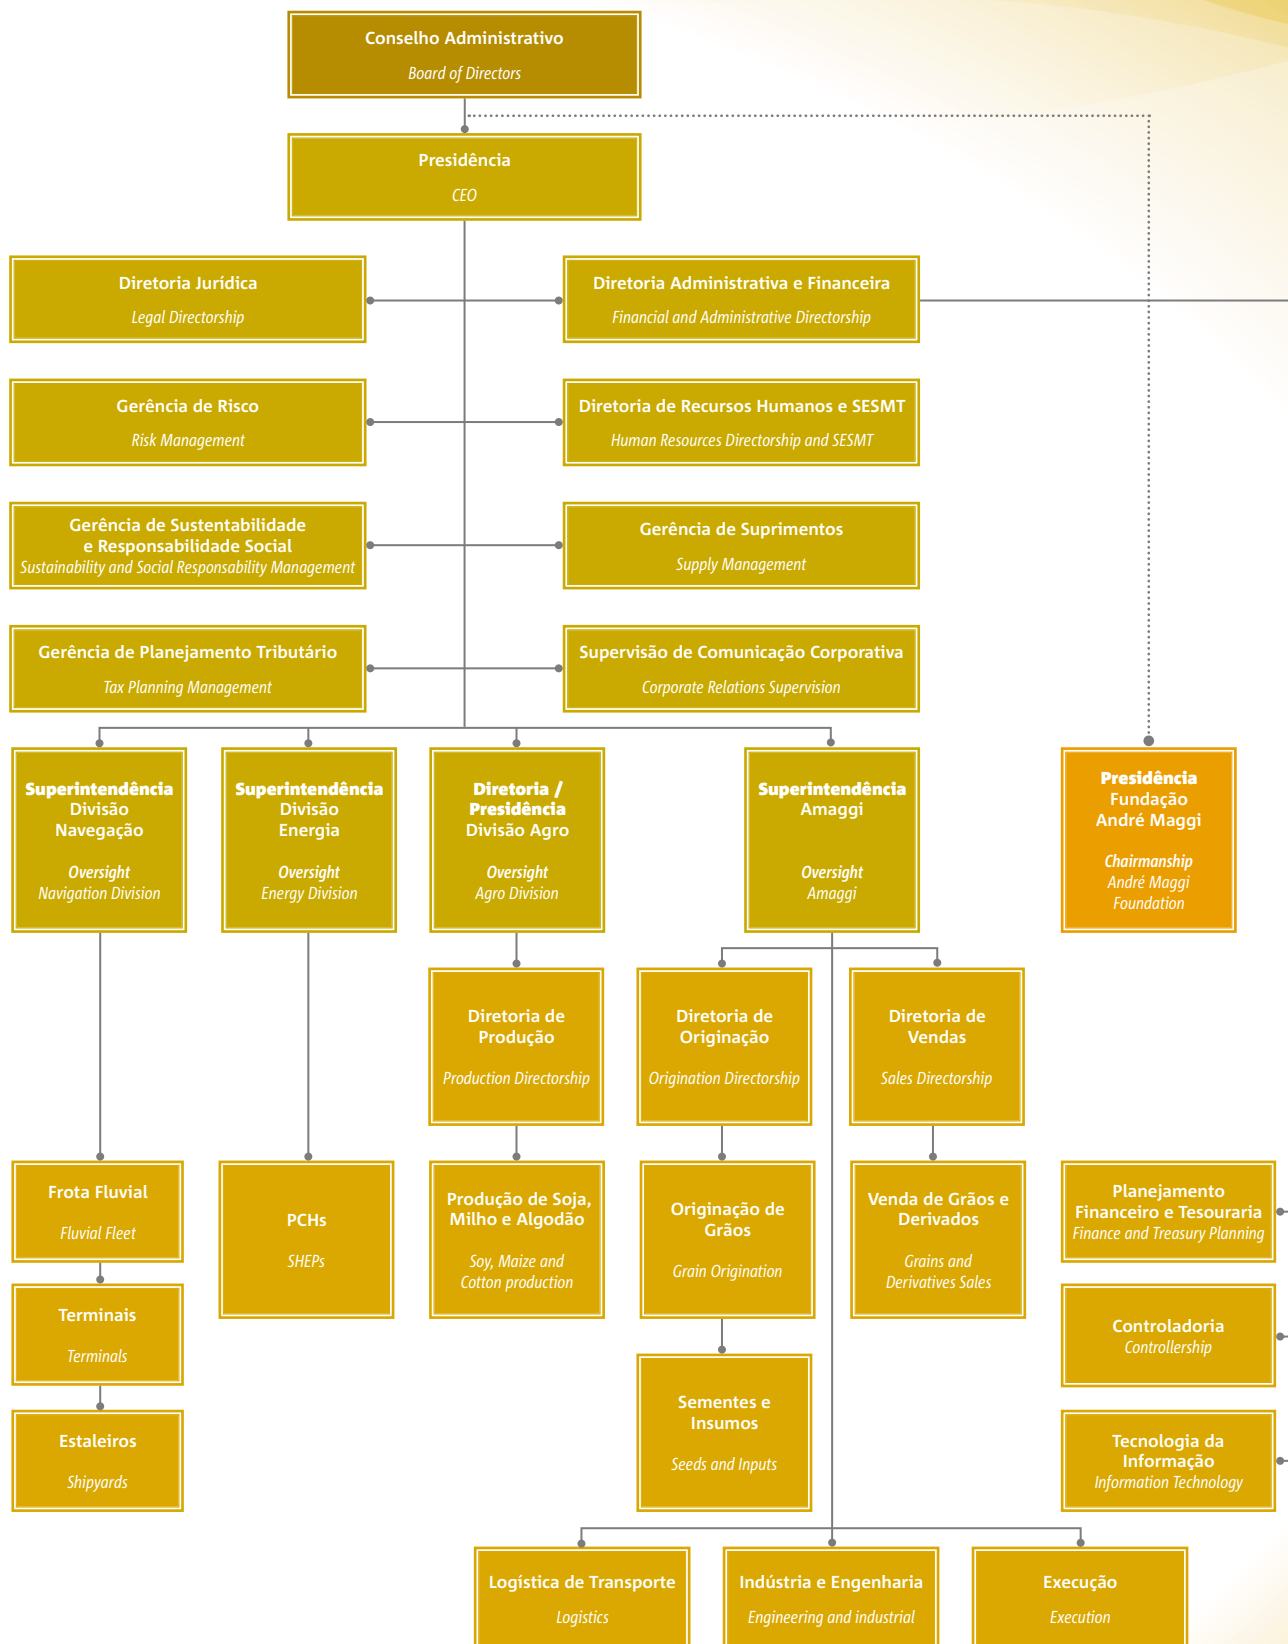 Conselho Administrativo
Board of Directors
Presidência
CEO
Diretoria Jurídica
Legal Directorship
Diretoria Administrativa e Financeira
Financial and Administrative Directorship
Gerência de Risco
Risk Management
Diretoria de Recursos Humanos e SESMT
Human Resources Directorship and SESMT
Gerência de Sustentabilidade
e Responsabilidade Social
Sustainability and Social Responsability Management
Gerência de Suprimentos
Supply Management
Gerência de Planejamento Tributário
Tax Planning Management
Supervisão de Comunicação Corporativa
Corporate Relations Supervision
Superintendência
Divisão
Navegação
Oversight
Navigation Division
Superintendência
Divisão
Energia
Oversight
Energy Division
Diretoria /
Presidência
Divisão Agro
Oversight
Agro Division
Superintendência
Amaggi
Oversight
Amaggi
Presidência
Fundação
André Maggi
Chairmanship
André Maggi
Foundation
Diretoria de
Produção
Production Directorship
Diretoria de
Originação
Origination Directorship
Diretoria de
Vendas
Sales Directorship
Frota Fluvial
Fluvial Fleet
PCHs
SHEPs
Produção de Soja,
Milho e Algodão
Soy, Maize and
Cotton production
Originação de
Grãos
Grain Origination
Venda de Grãos e
Derivados
Grains and
Derivatives Sales
Planejamento
Financeiro e Tesouraria
Finance and Treasury Planning
Terminais
Terminals
Controladoria
Controllership
Sementes e
Insumos
Seeds and Inputs
Estaleiros
Shipyards
Tecnologia da
Informação
Information Technology
Logística de Transporte
Logistics
Indústria e Engenharia
Engineering and industrial
Execução
Execution